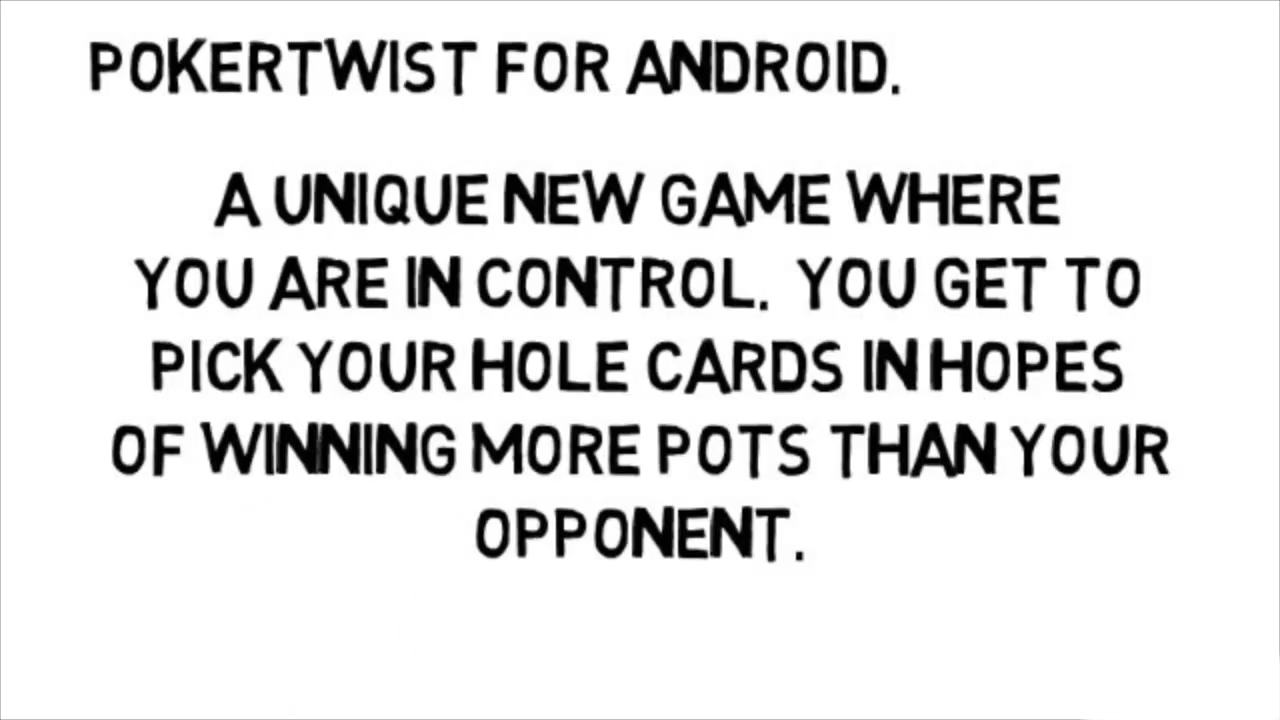 POKERTWIST FOR ANDROID.
A UNIQUE NEW GAME WHERE
YOU ARE IN CONTROL. YOU GET TO
PICK YOUR HOLE CARDS IN HOPES
OF WINNING MORE POTS THAN YOUR
OPPONENT.